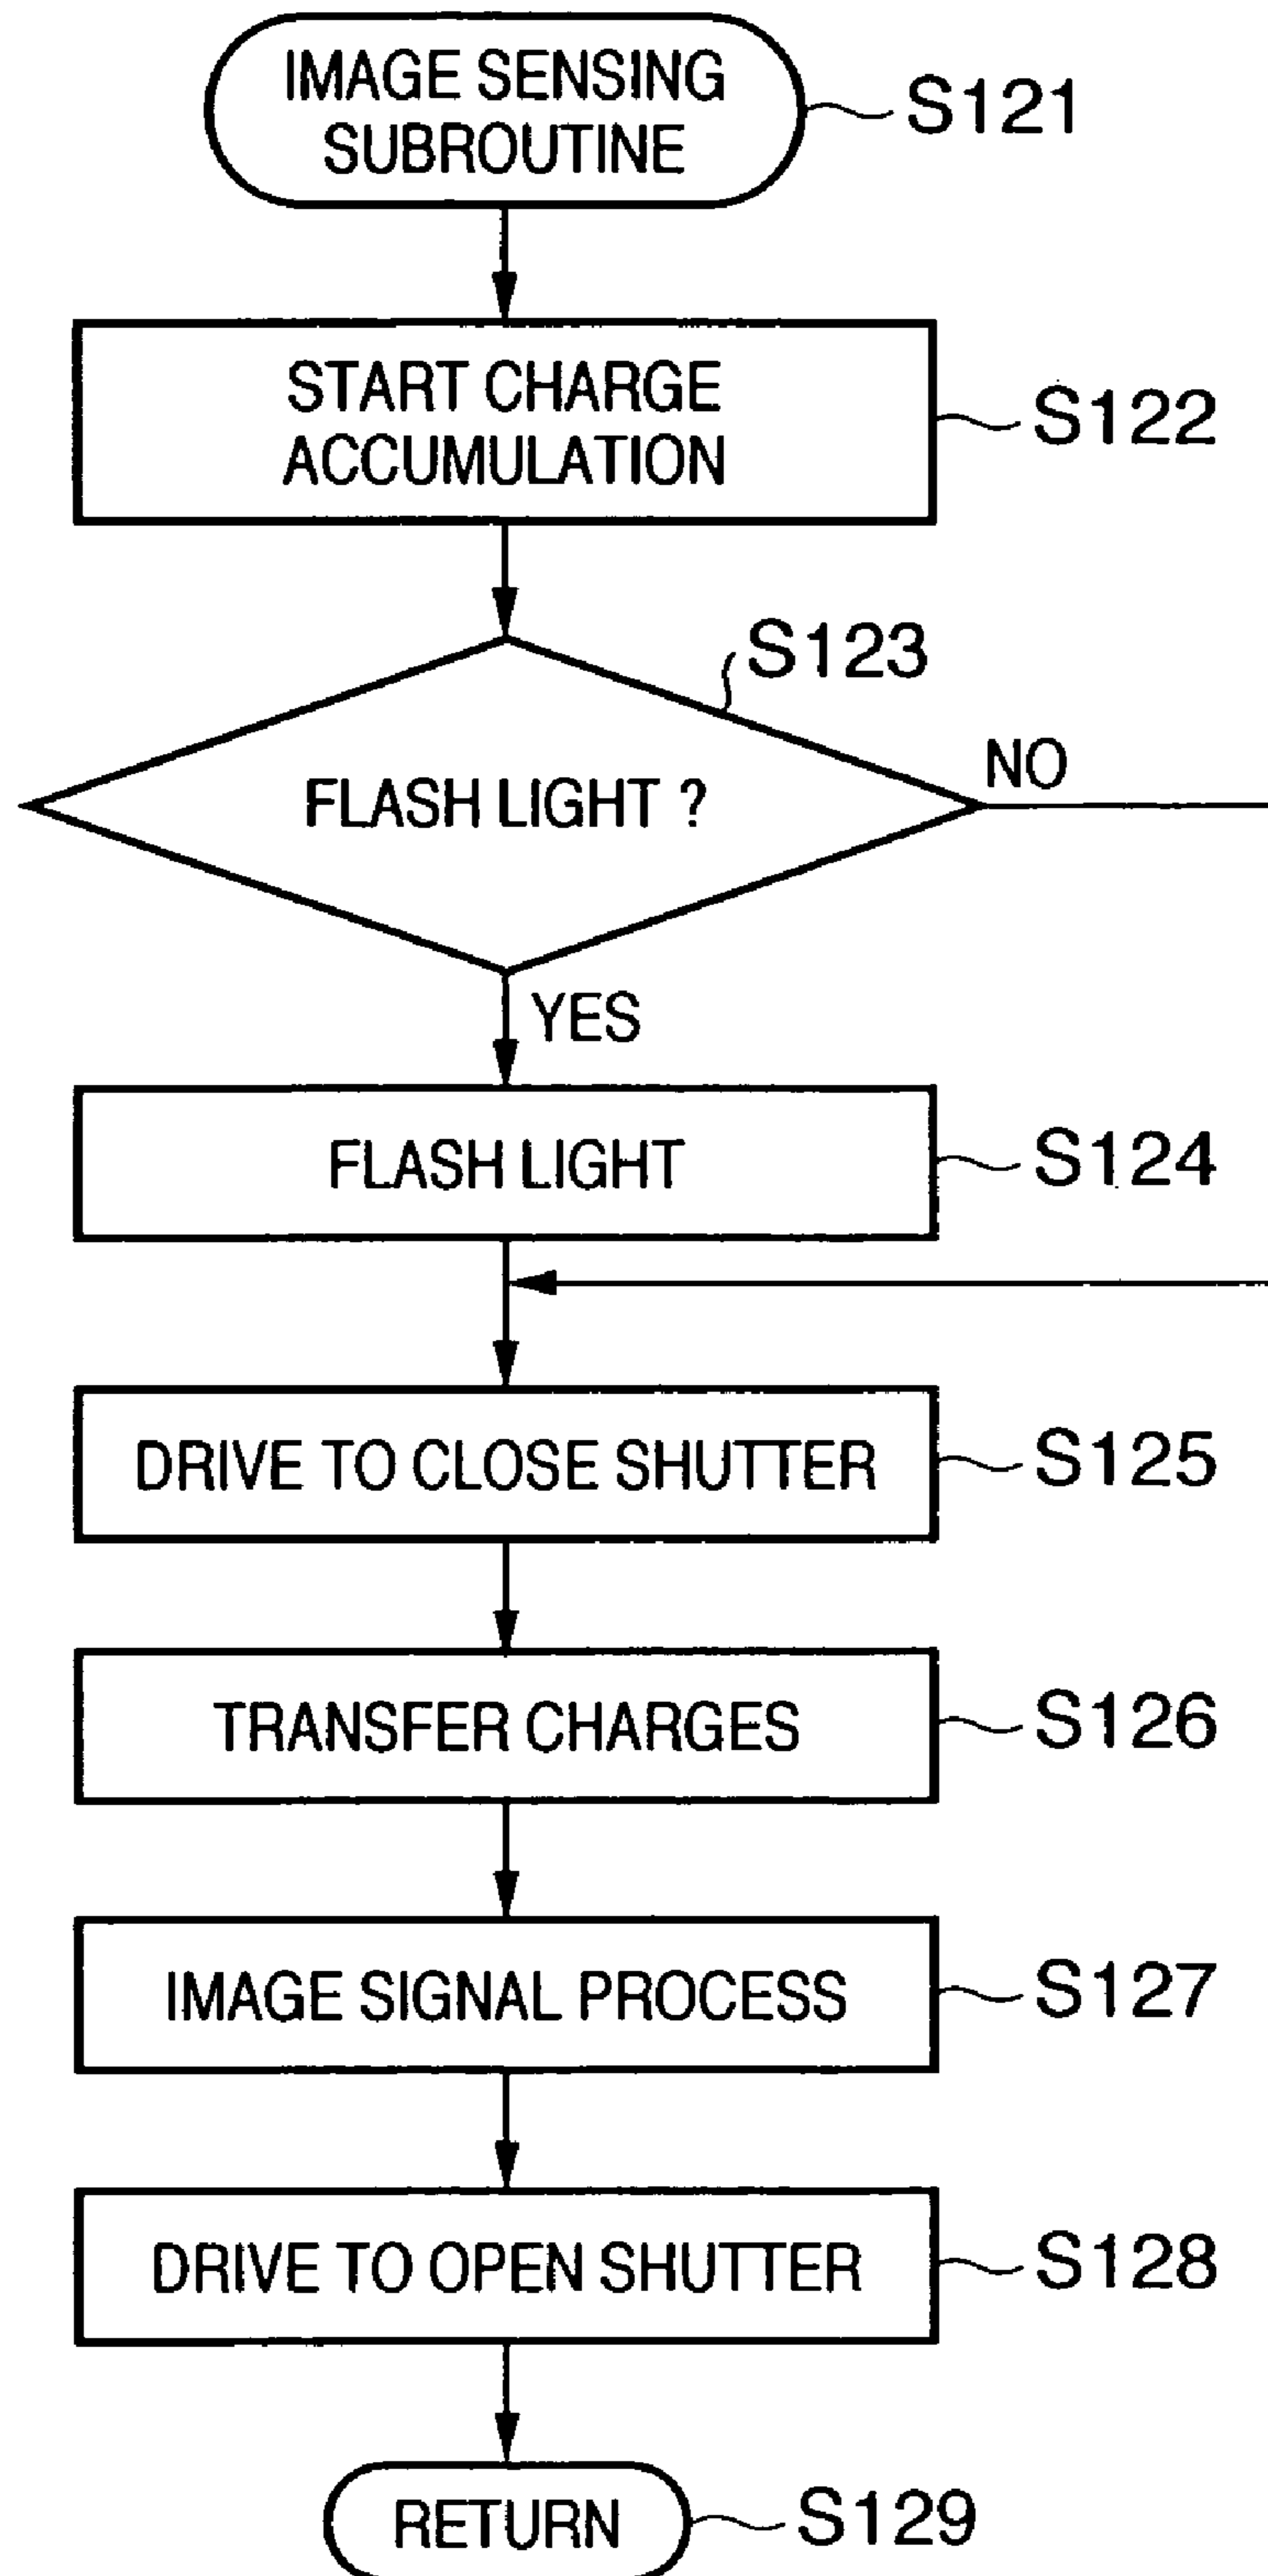 IMAGE SENSING
SUBROUTINE
S121
START CHARGE
ACCUMULATION
S122
S123
FLASH LIGHT ?
NO
YES
FLASH LIGHT
S124
DRIVE TO CLOSE SHUTTER
S125
TRANSFER CHARGES
S126
IMAGE SIGNAL PROCESS
S127
DRIVE TO OPEN SHUTTER
S128
RETURN
S129